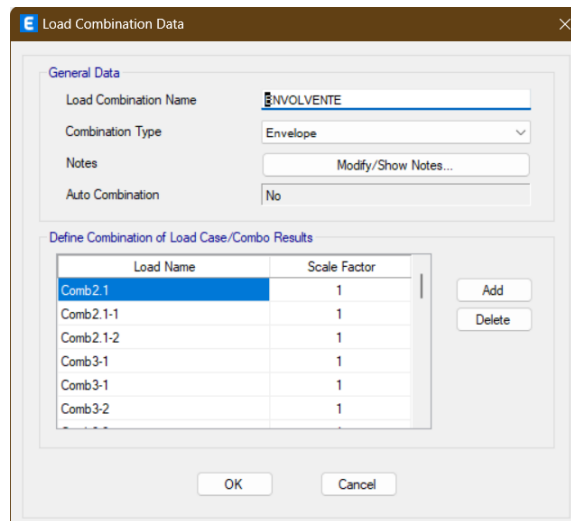 E Load Combination Data
General Data
Load Combination Name ENVOLVENTE
Combination Type Envelope
Notes Modify/Show Notes...
Auto Combination No
Define Combination of Load Case/Combo Results
Load Name Scale Factor
Comb2.1 1 Add
Comb2.1-1 1 Delete
Comb2.1-2 1
Comb3-1 1
Comb3-1 1
Comb3-2 1
OK Cancel